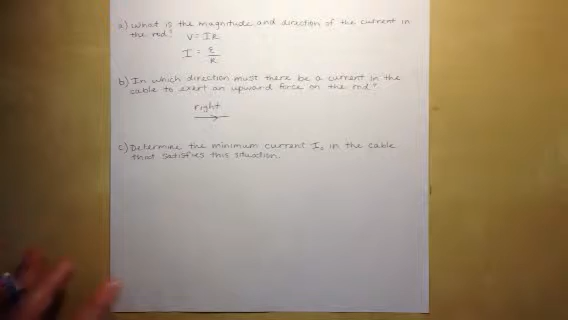 a) What is the magnitude and direction of the current in
the rod?
V = IR
I = ε/R
b) In which direction must there be a current in the
cable to exert an upward force on the rod?
right
c) Determine the minimum current I₂ in the cable
that satisfies this situation.